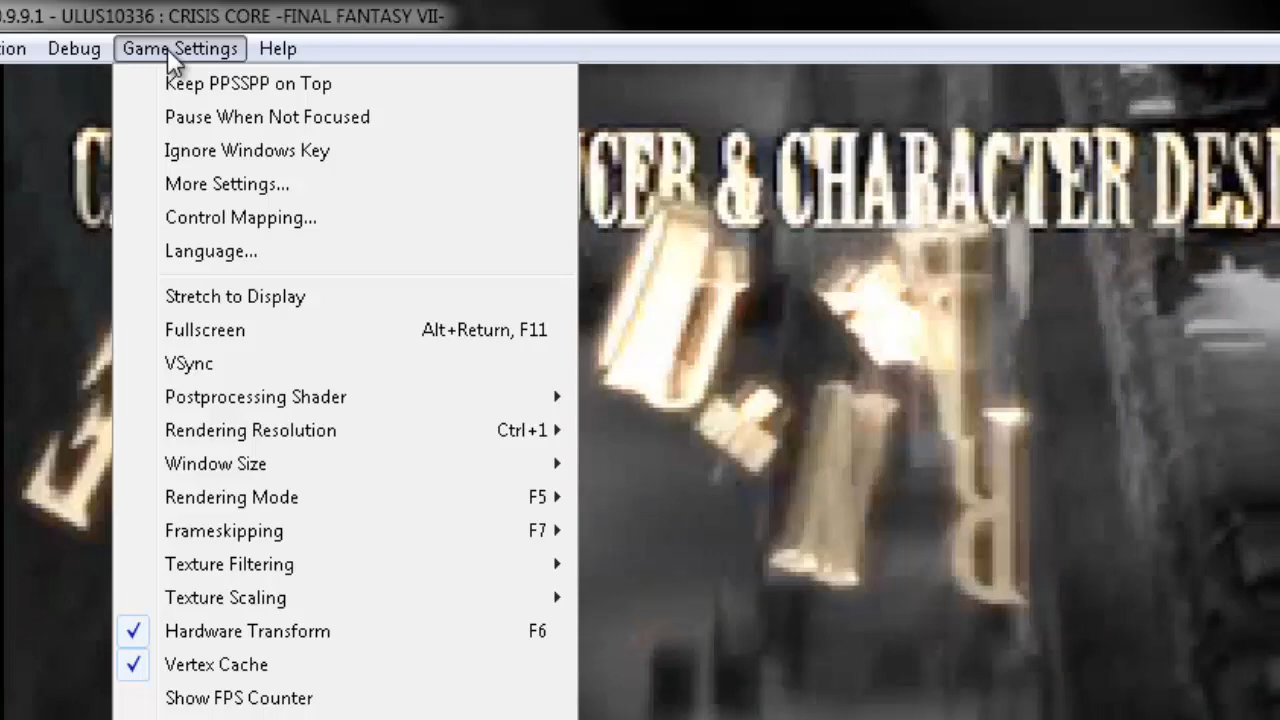 0.9.9.1 - ULUS10336 : CRISIS CORE -FINAL FANTASY VII-
ion Debug Game Settings Help
Keep PPSSPP on Top
Pause When Not Focused
Ignore Windows Key
More Settings...
Control Mapping...
Language...
Stretch to Display
Fullscreen Alt+Return, F11
VSync
Postprocessing Shader
Rendering Resolution Ctrl+1
Window Size
Rendering Mode F5
Frameskipping F7
Texture Filtering
Texture Scaling
Hardware Transform F6
Vertex Cache
Show FPS Counter
C UCER & CHARACTER DESI